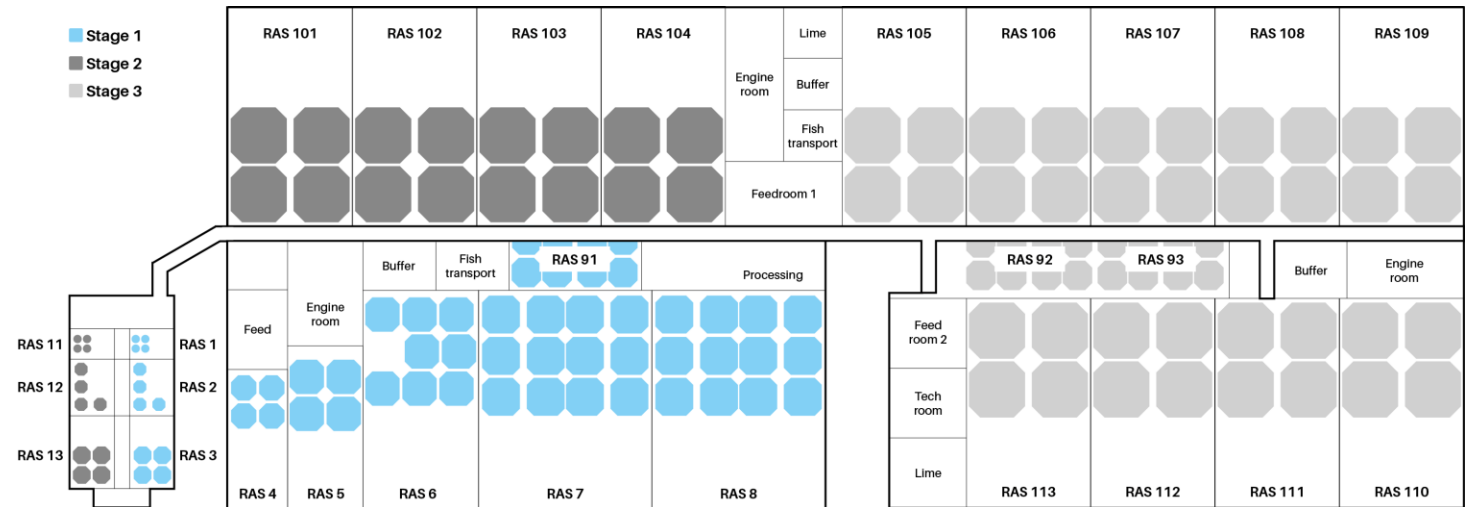 Stage 1
Stage 2
Stage 3
RAS 101
RAS 102
RAS 103
RAS 104
Engine
room
Lime
Buffer
Fish
transport
Feedroom 1
RAS 105
RAS 106
RAS 107
RAS 108
RAS 109
Buffer
Fish
transport
RAS 91
Processing
RAS 92
RAS 93
Buffer
Engine
room
Feed
Engine
room
RAS 11
RAS 1
RAS 12
RAS 2
RAS 13
RAS 3
Feed
room 2
Tech
room
Lime
RAS 4
RAS 5
RAS 6
RAS 7
RAS 8
RAS 113
RAS 112
RAS 111
RAS 110